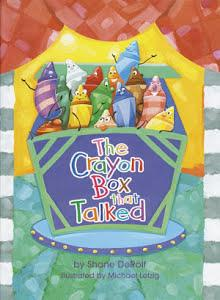 The
Crayon
Box
that
Talked
by Shane DeRolf
illustrated by Michael Letzig